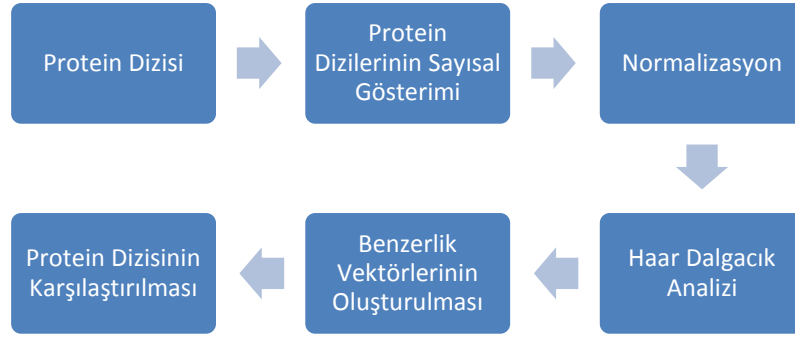 Protein Dizisi
Protein
Dizilerinin Sayısal
Gösterimi
Normalizasyon
Haar Dalgacık
Analizi
Benzerlik
Vektörlerinin
Oluşturulması
Protein Dizisinin
Karşılaştırılması